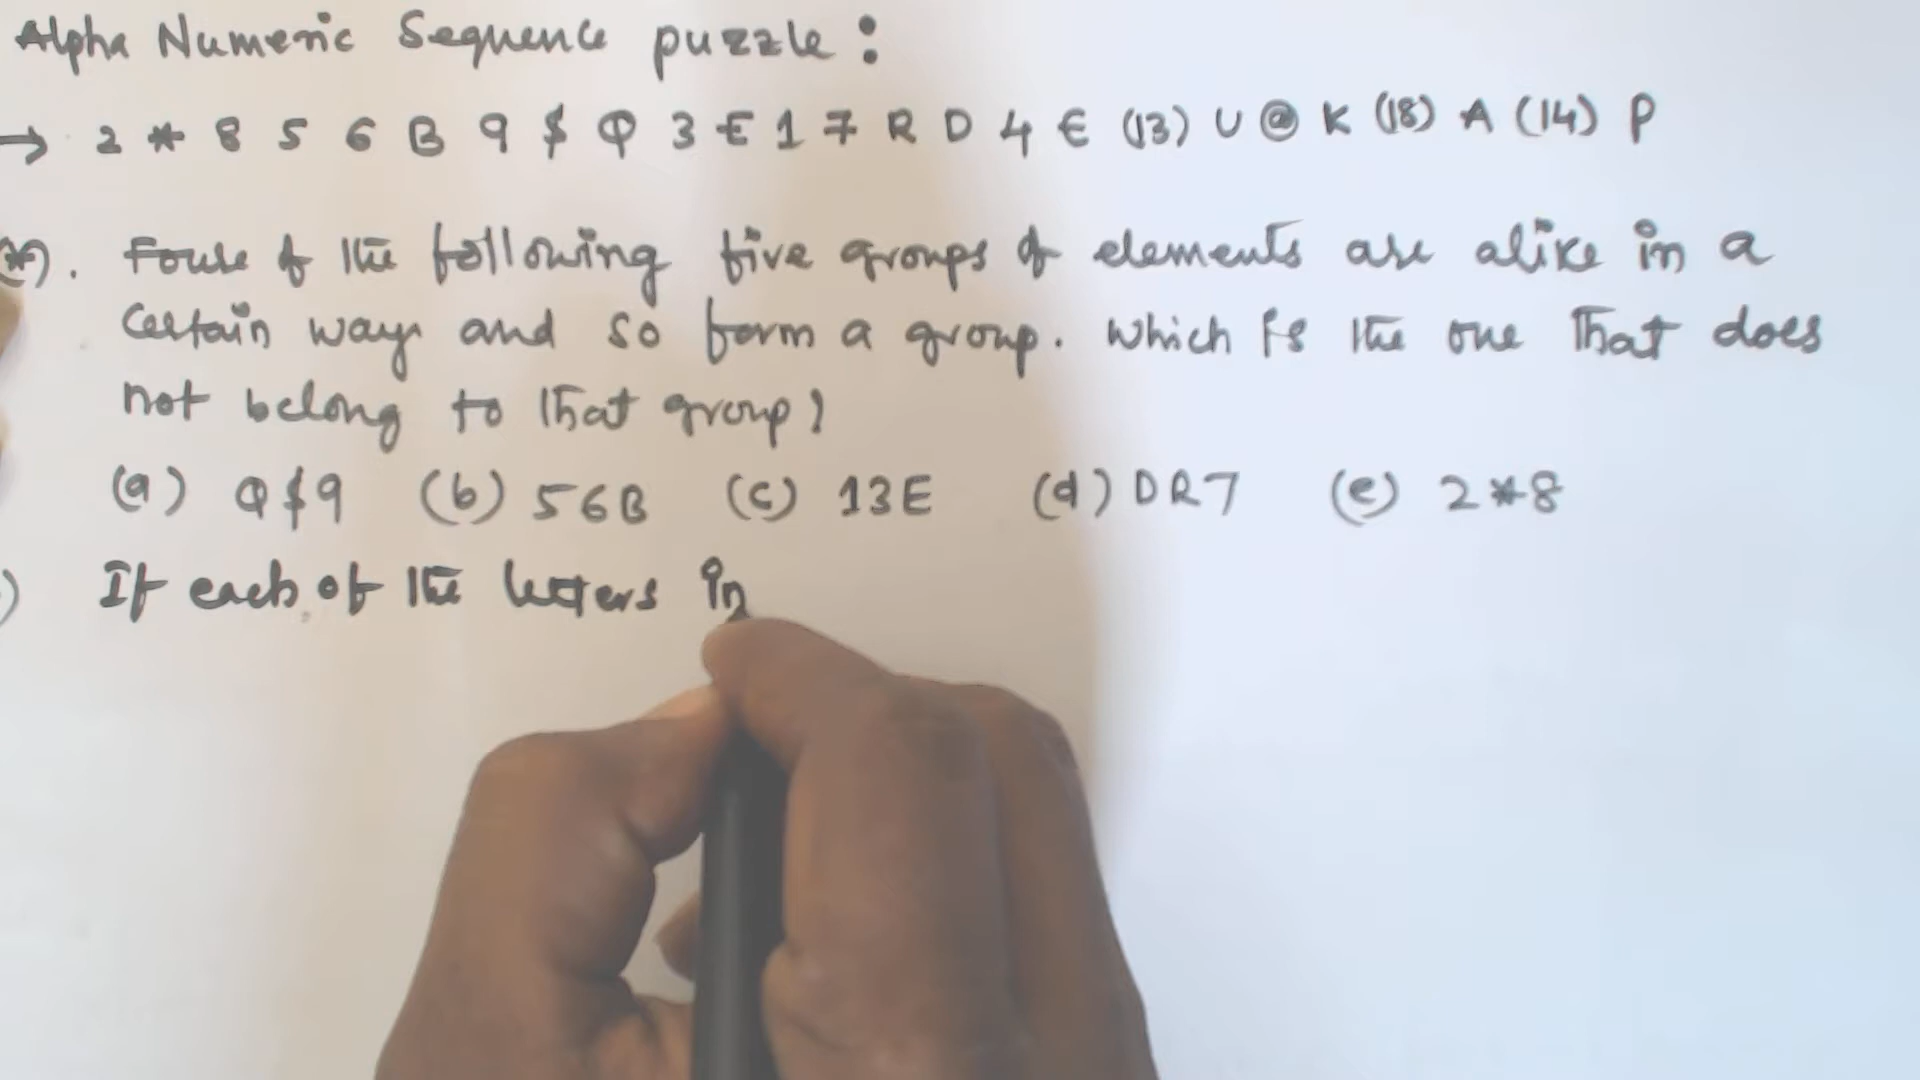 Alpha Numeric Sequence puzzle :
→ 2 * 8 5 6 B 9 $ Q 3 E 1 7 R D 4 € (13) U @ K (18) A (14) P
(*). Four of the following five groups of elements are alike in a
certain way and so form a group. Which is the one that does
not belong to that group?
(a) Q$9 (b) 56B (c) 13E (d) DR7 (e) 2*8
) If each of the letters in